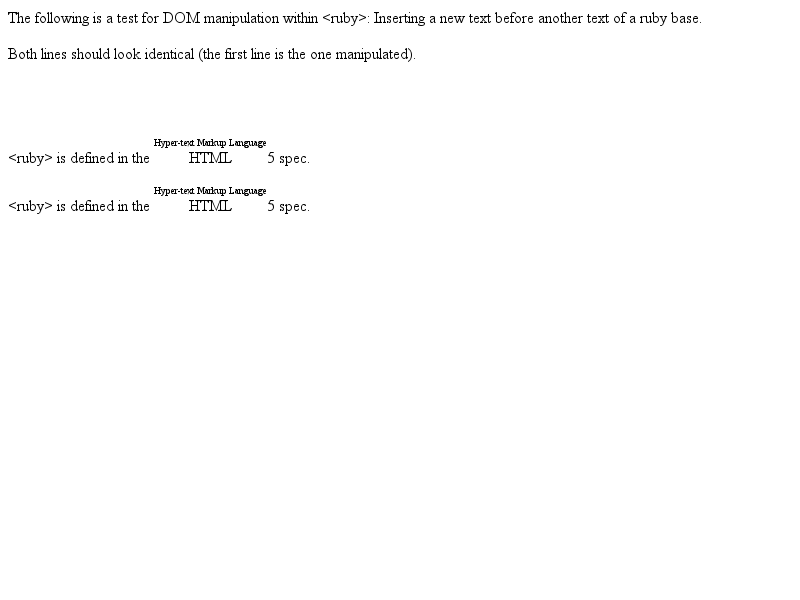 The following is a test for DOM manipulation within <ruby>: Inserting a new text before another text of a ruby base.
Both lines should look identical (the first line is the one manipulated).
Hyper-text Markup Language
<ruby> is defined in the HTML 5 spec.
Hyper-text Markup Language
<ruby> is defined in the HTML 5 spec.